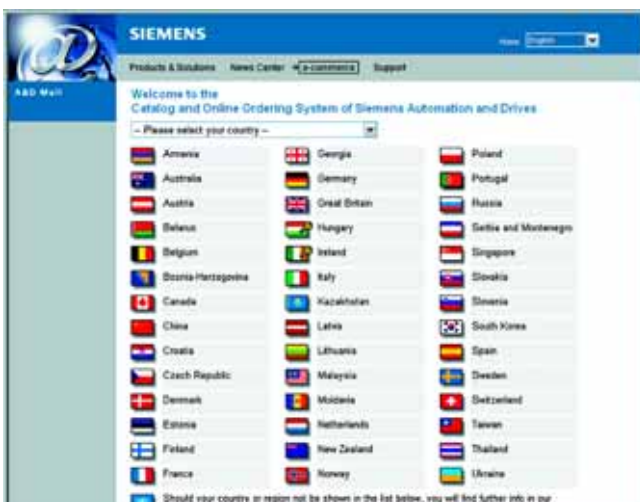 SIEMENS
Home English
Products & Solutions News Center e-commerce Support
A&D Mall
Welcome to the
Catalog and Online Ordering System of Siemens Automation and Drives
-- Please select your country --
Armenia Georgia Poland
Australia Germany Portugal
Austria Great Britain Russia
Belarus Hungary Serbia and Montenegro
Belgium Ireland Singapore
Bosnia-Herzegovina Italy Slovakia
Canada Kazakhstan Slovenia
China Latvia South Korea
Croatia Lithuania Spain
Czech Republic Malaysia Sweden
Denmark Moldavia Switzerland
Estonia Netherlands Taiwan
Finland New Zealand Thailand
France Norway Ukraine
Should your country or region not be shown in the list below, you will find further info in our